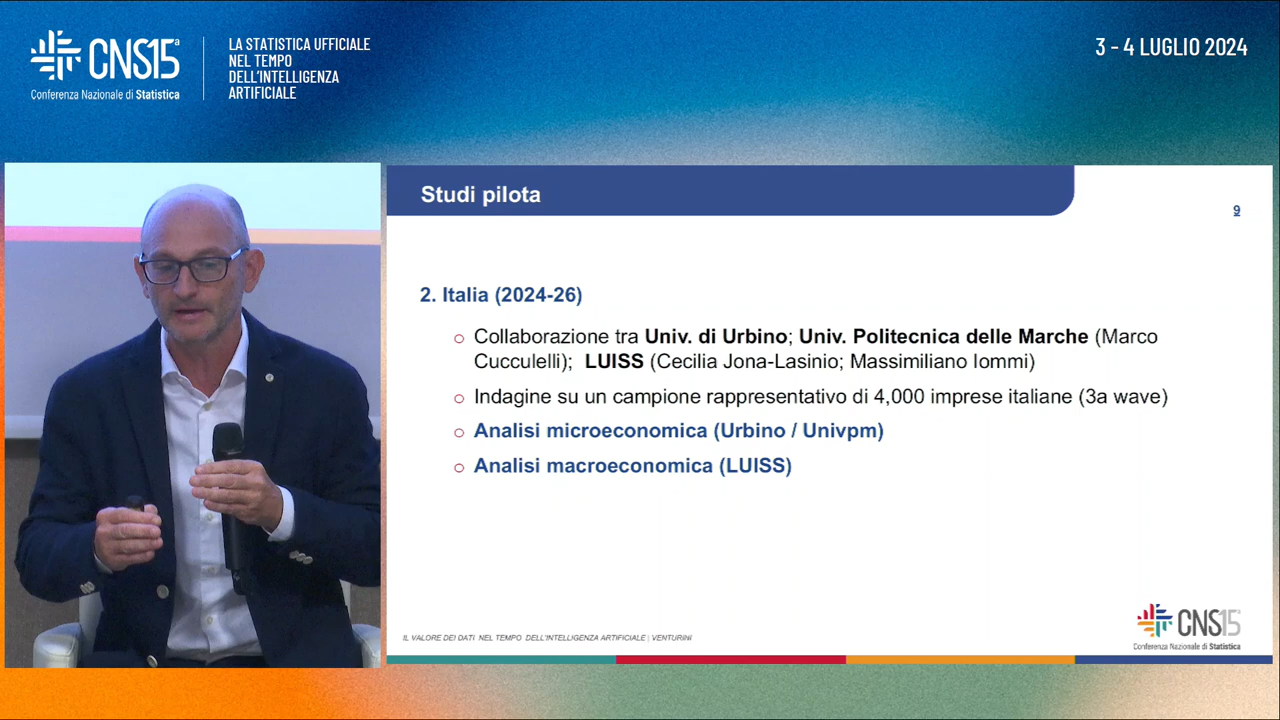 CNS15ª
Conferenza Nazionale di Statistica
LA STATISTICA UFFICIALE
NEL TEMPO
DELL'INTELLIGENZA
ARTIFICIALE
3 - 4 LUGLIO 2024
Studi pilota
9
2. Italia (2024-26)
Collaborazione tra Univ. di Urbino; Univ. Politecnica delle Marche (Marco
Cucculelli); LUISS (Cecilia Jona-Lasinio; Massimiliano Iommi)
Indagine su un campione rappresentativo di 4,000 imprese italiane (3a wave)
Analisi microeconomica (Urbino / Univpm)
Analisi macroeconomica (LUISS)
IL VALORE DEI DATI NEL TEMPO DELL'INTELLIGENZA ARTIFICIALE | VENTURINI
CNS15ª
Conferenza Nazionale di Statistica